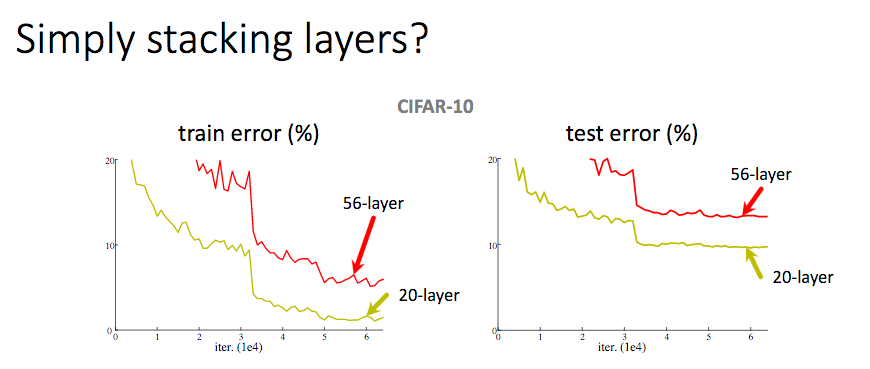 Simply stacking layers?
CIFAR-10
train error (%)
20
10
0
0 1 2 3 4 5 6
iter. (1e4)
56-layer
20-layer
test error (%)
20
10
0
0 1 2 3 4 5 6
iter. (1e4)
56-layer
20-layer